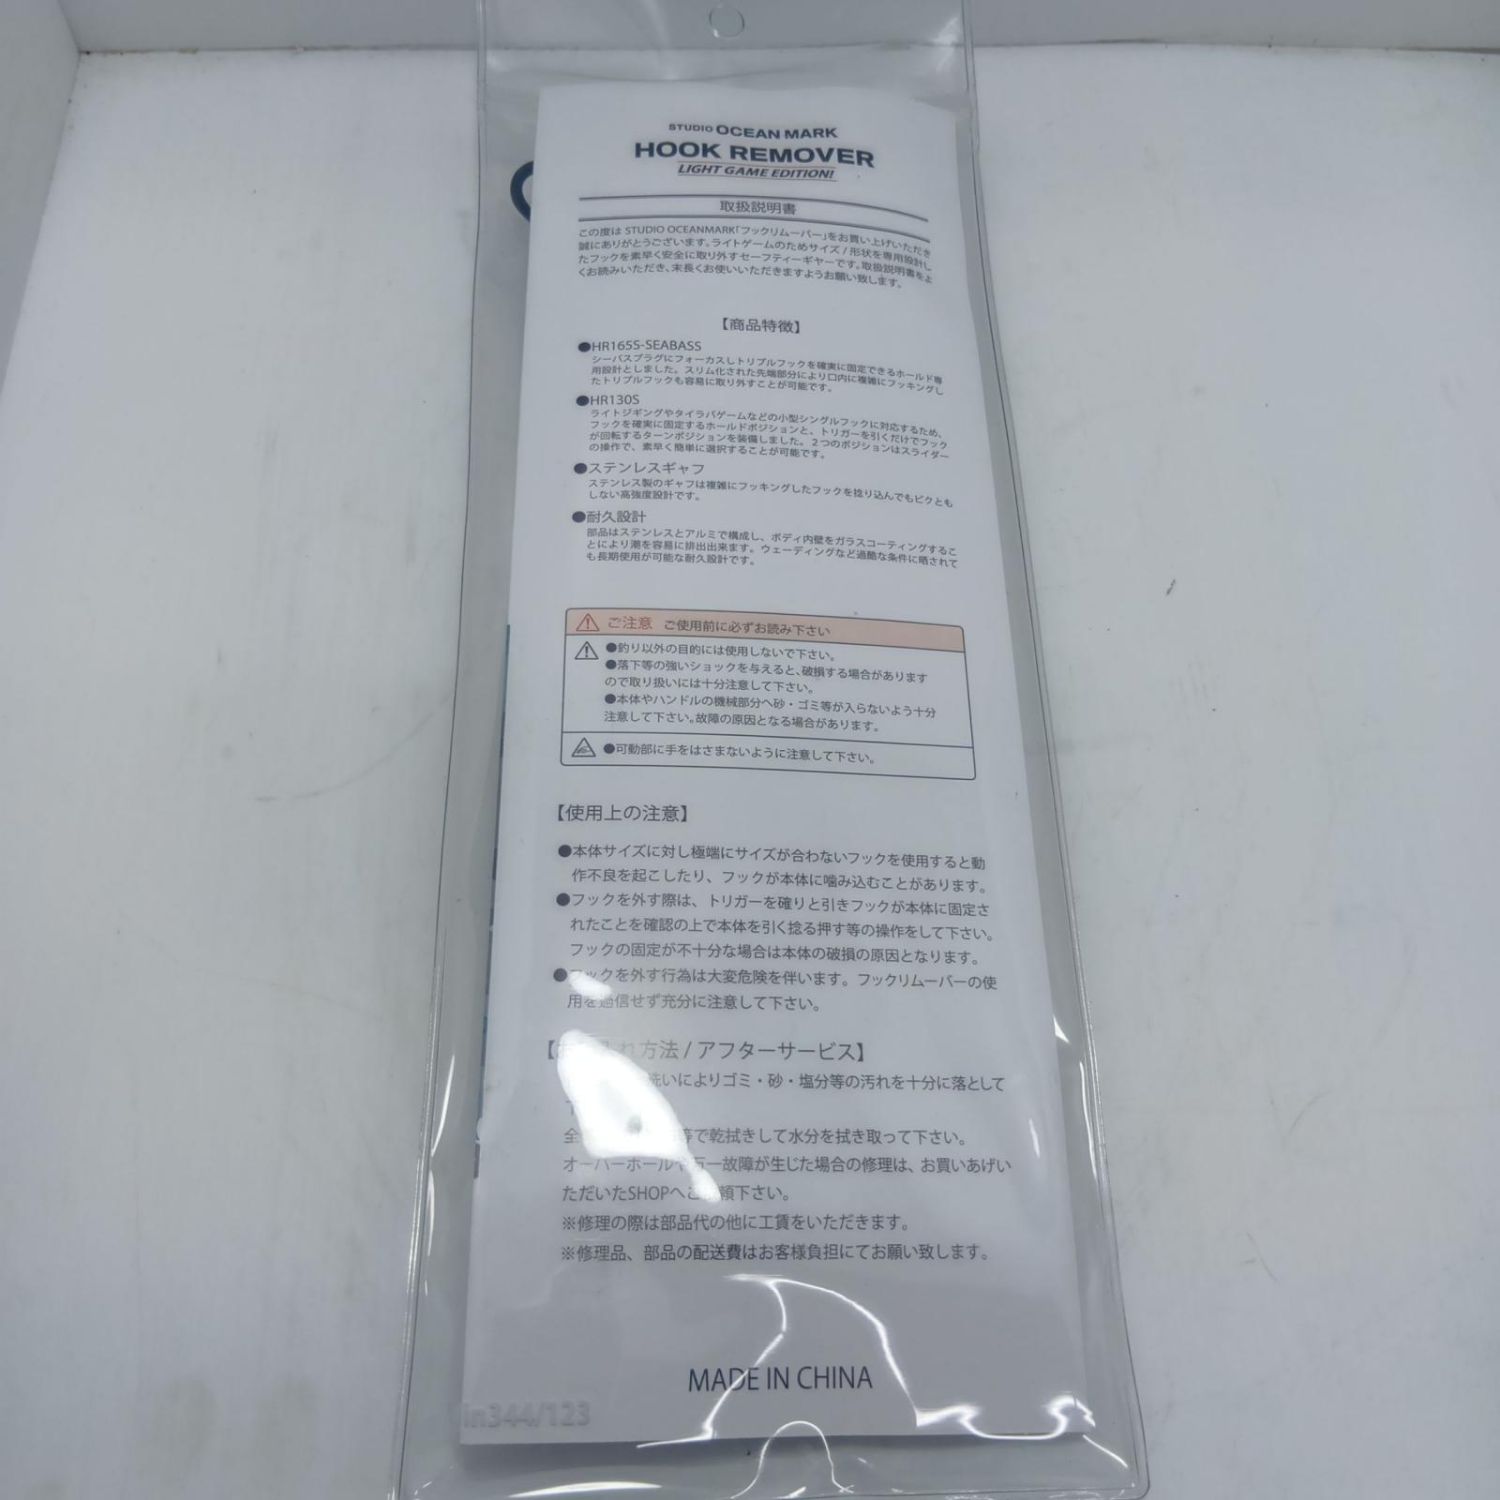 STUDIO OCEAN MARK
HOOK REMOVER
LIGHT GAME EDITION!
取扱説明書
この度は STUDIO OCEANMARK「フックリムーバー」をお買い上げいただき
誠にありがとうございます。ライトゲームのためサイズ / 形状を専用設計し
たフックを素早く安全に取り外すセーフティーギヤーです。取扱説明書をよ
くお読みいただき、末長くお使いいただきますようお願い致します。
【商品特徴】
●HR165S-SEABASS
シーバスプラグにフォーカスしトリプルフックを確実に固定できるホールド専
用設計としました。スリム化された先端部分により口内に複雑にフッキングし
たトリプルフックも容易に取り外すことが可能です。
●HR130S
ライトジギングやタイラバゲームなどの小型シングルフックに対応するため、
フックを確実に固定するホールドポジションと、トリガーを引くだけでフック
が回転するターンポジションを装備しました。2つのポジションはスライダー
の操作で、素早く簡単に選択することが可能です。
●ステンレスギャフ
ステンレス製のギャフは複雑にフッキングしたフックを捻り込んでもビクとも
しない高強度設計です。
●耐久設計
部品はステンレスとアルミで構成し、ボディ内壁をガラスコーティングするこ
とにより潮を容易に排出出来ます。ウェーディングなど過酷な条件に晒されて
も長期使用が可能な耐久設計です。
ご注意 ご使用前に必ずお読み下さい
●釣り以外の目的には使用しないで下さい。
●落下等の強いショックを与えると、破損する場合があります
ので取り扱いには十分注意して下さい。
●本体やハンドルの機械部分へ砂・ゴミ等が入らないよう十分
注意して下さい。故障の原因となる場合があります。
●可動部に手をはさまないように注意して下さい。
【使用上の注意】
●本体サイズに対し極端にサイズが合わないフックを使用すると動
作不良を起こしたり、フックが本体に噛み込むことがあります。
●フックを外す際は、トリガーを確りと引きフックが本体に固定さ
れたことを確認の上で本体を引く捻る押す等の操作をして下さい。
フックの固定が不十分な場合は本体の破損の原因となります。
●フックを外す行為は大変危険を伴います。フックリムーバーの使
用を過信せず充分に注意して下さい。
【お入れ方法 / アフターサービス】
洗いによりゴミ・砂・塩分等の汚れを十分に落として
全 等で乾拭きして水分を拭き取って下さい。
オーバーホールや万一故障が生じた場合の修理は、お買いあげい
ただいたSHOPへご依頼下さい。
※修理の際は部品代の他に工賃をいただきます。
※修理品、部品の配送費はお客様負担にてお願い致します。
MADE IN CHINA
in344/123